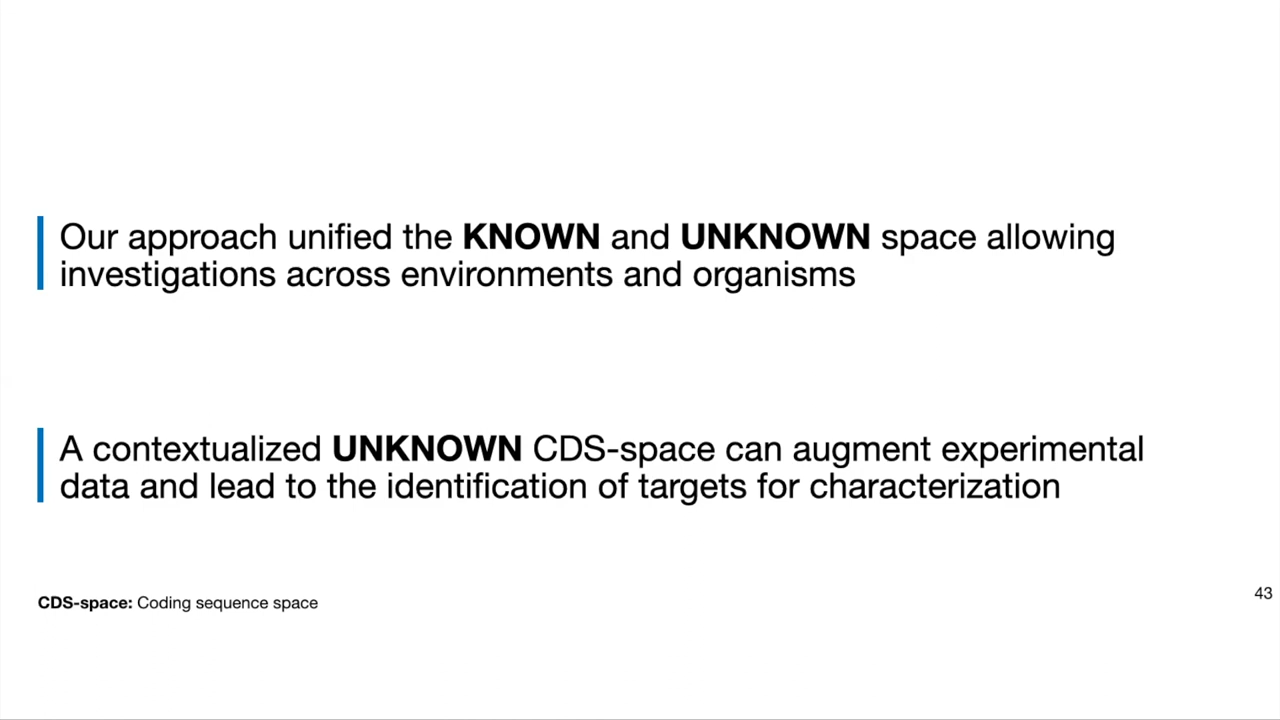 Our approach unified the KNOWN and UNKNOWN space allowing
investigations across environments and organisms
A contextualized UNKNOWN CDS-space can augment experimental
data and lead to the identification of targets for characterization
CDS-space: Coding sequence space
43